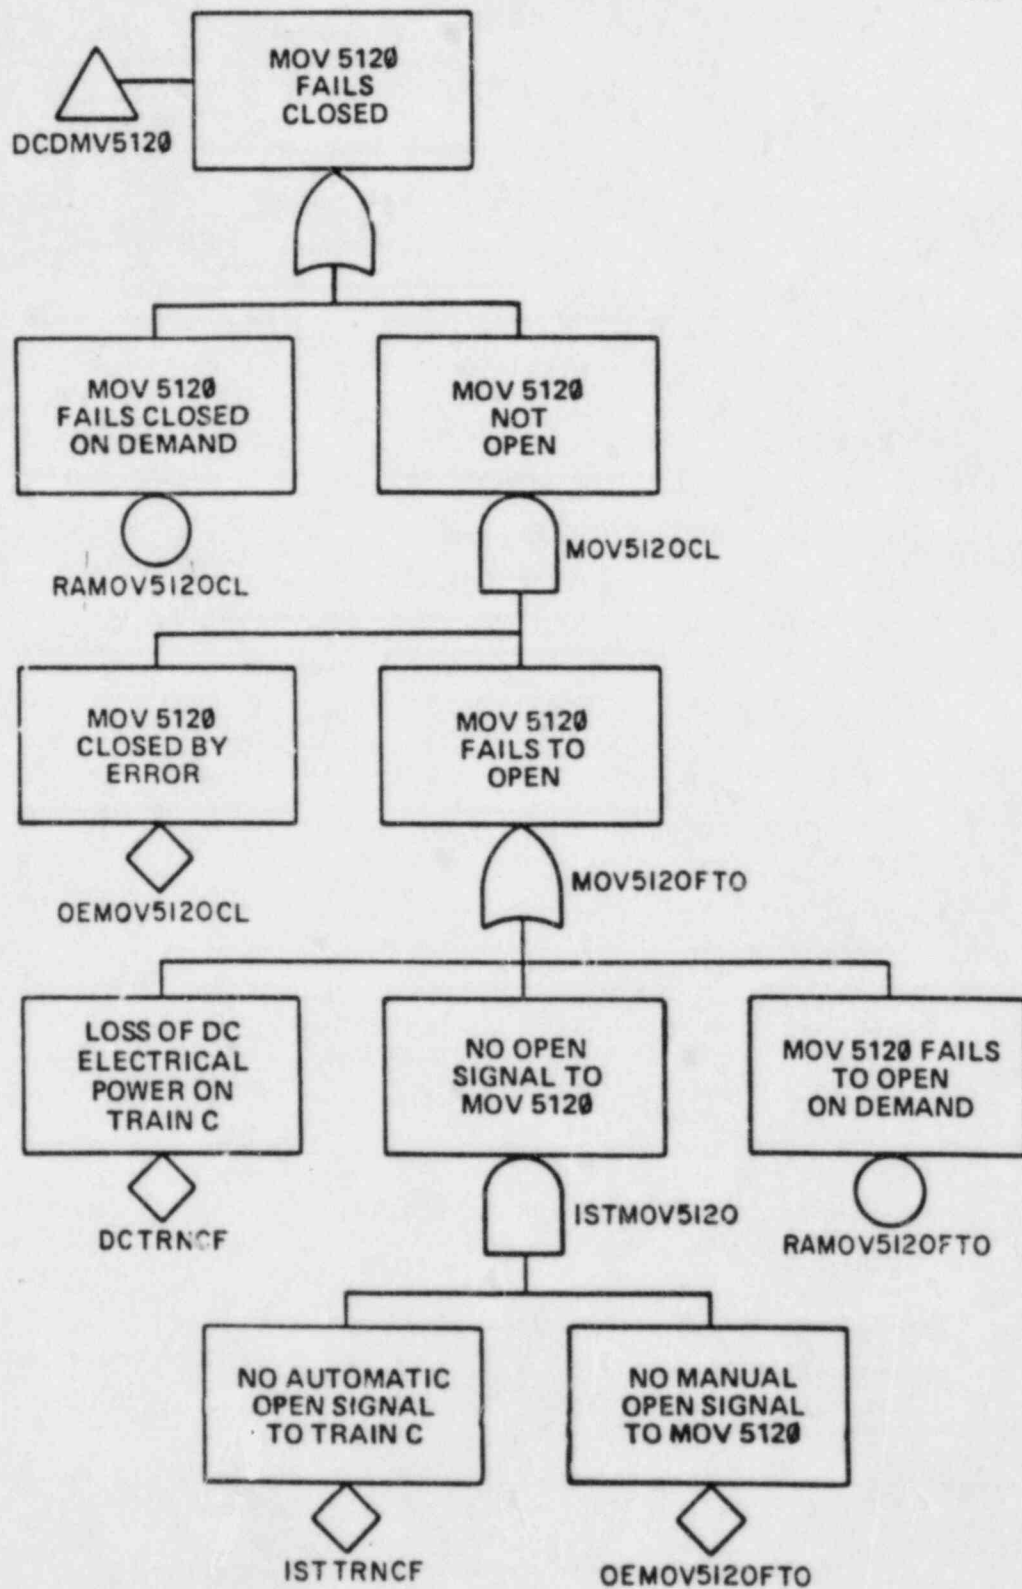 MOV 5120
FAILS
CLOSED
DCDMV5120
MOV 5120
FAILS CLOSED
ON DEMAND
MOV 5120
NOT
OPEN
MOV5120CL
RAMOV5120CL
MOV 5120
CLOSED BY
ERROR
MOV 5120
FAILS TO
OPEN
MOV5120FTO
OEMOV5120CL
LOSS OF DC
ELECTRICAL
POWER ON
TRAIN C
NO OPEN
SIGNAL TO
MOV 5120
MOV 5120 FAILS
TO OPEN
ON DEMAND
DCTRNCF
ISTMOV5120
RAMOV5120FTO
NO AUTOMATIC
OPEN SIGNAL
TO TRAIN C
NO MANUAL
OPEN SIGNAL
TO MOV 5120
ISTTRNCF
OEMOV5120FTO